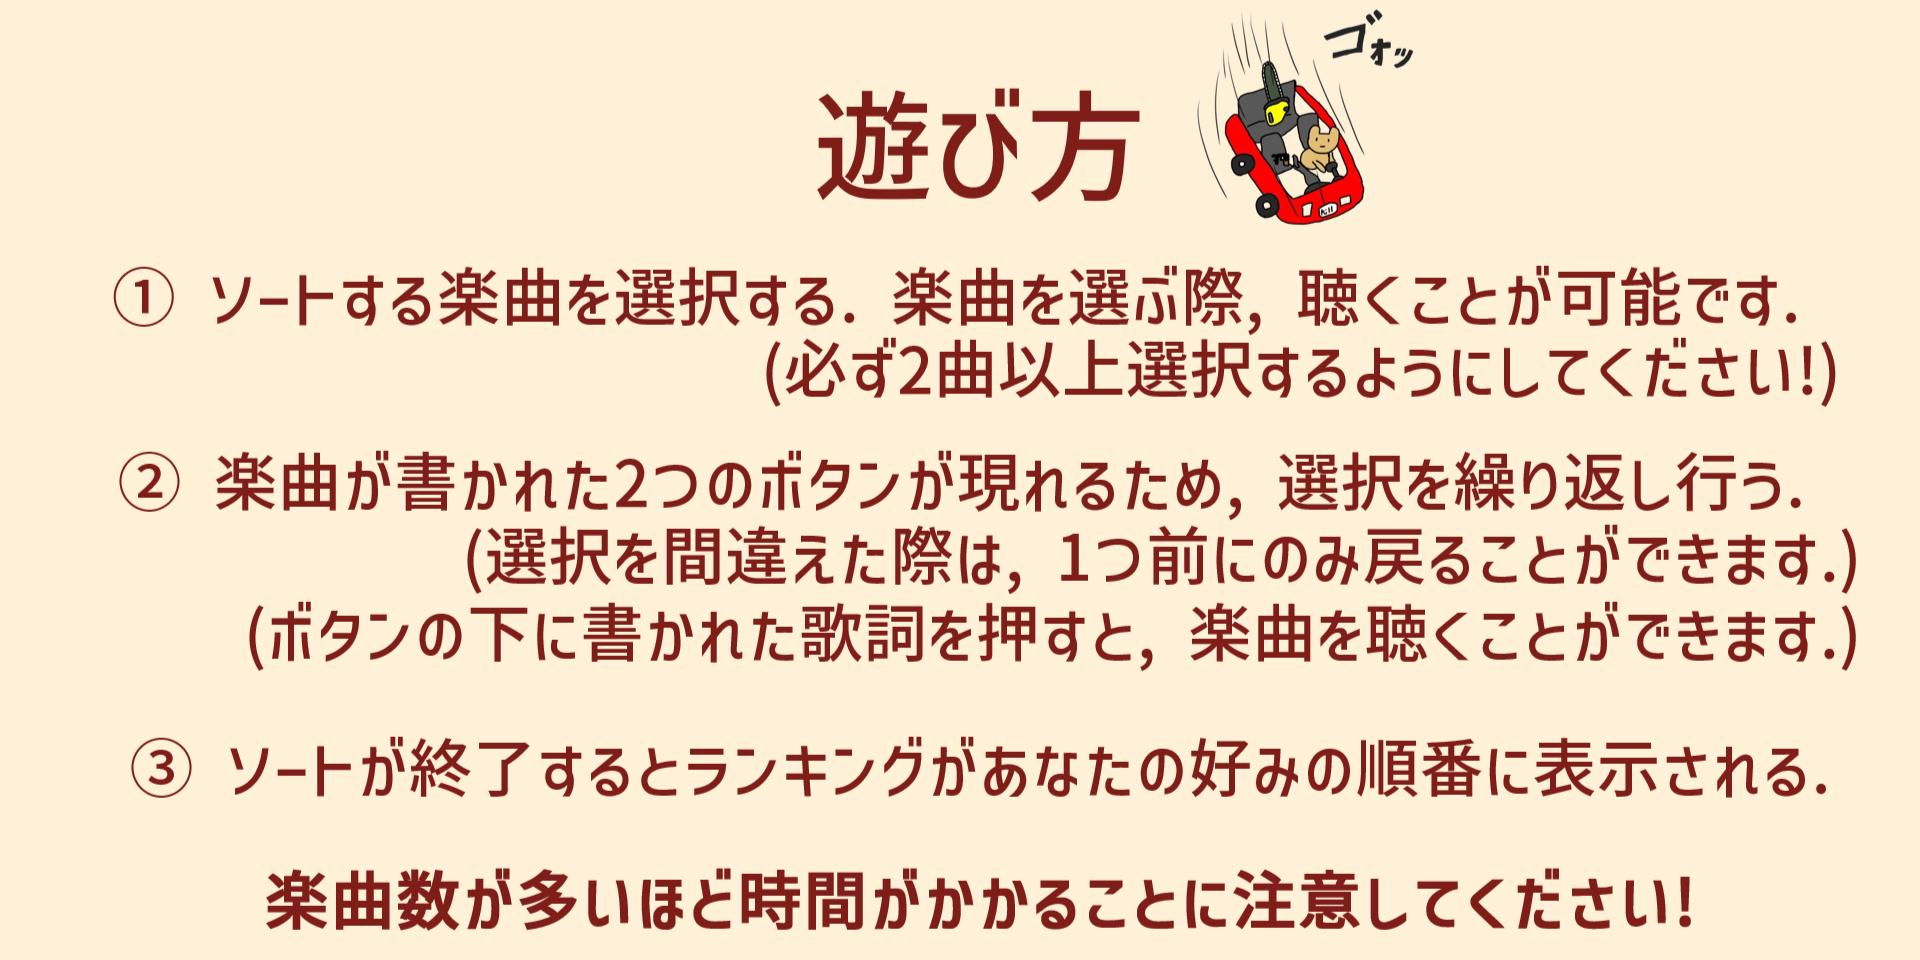 ゴオッ
遊び方
Kill
① ソートする楽曲を選択する. 楽曲を選ぶ際, 聴くことが可能です.
(必ず2曲以上選択するようにしてください!)
② 楽曲が書かれた2つのボタンが現れるため, 選択を繰り返し行う.
(選択を間違えた際は, 1つ前にのみ戻ることができます.)
(ボタンの下に書かれた歌詞を押すと, 楽曲を聴くことができます.)
③ ソートが終了するとランキングがあなたの好みの順番に表示される.
楽曲数が多いほど時間がかかることに注意してください!